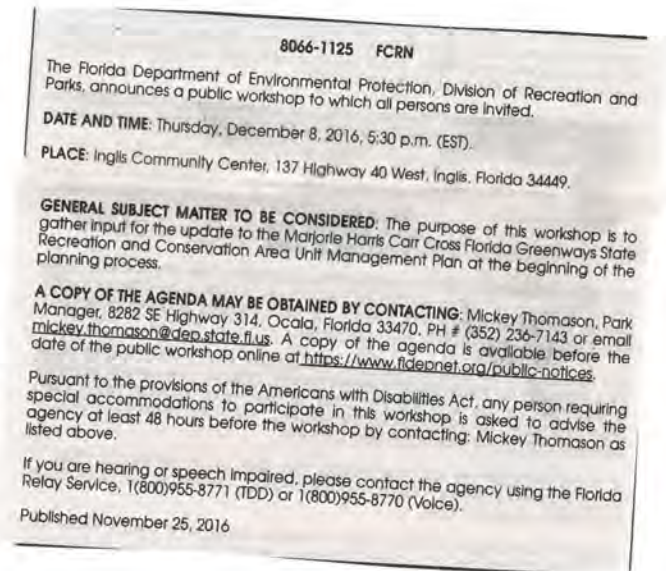 8066-1125 FCRN
The Florida Department of Environmental Protection, Division of Recreation and
Parks, announces a public workshop to which all persons are invited.
DATE AND TIME: Thursday, December 8, 2016, 5:30 p.m. (EST).
PLACE: Inglis Community Center, 137 Highway 40 West, Inglis, Florida 34449.
GENERAL SUBJECT MATTER TO BE CONSIDERED: The purpose of this workshop is to
gather input for the update to the Marjorie Harris Carr Cross Florida Greenways State
Recreation and Conservation Area Unit Management Plan at the beginning of the
planning process.
A COPY OF THE AGENDA MAY BE OBTAINED BY CONTACTING: Mickey Thomason, Park
Manager, 8282 SE Highway 314, Ocala, Florida 33470, PH # (352) 236-7143 or email
mickey.thomason@dep.state.fl.us. A copy of the agenda is available before the
date of the public workshop online at https://www.fldepnet.org/public-notices.
Pursuant to the provisions of the Americans with Disabilities Act, any person requiring
special accommodations to participate in this workshop is asked to advise the
agency at least 48 hours before the workshop by contacting: Mickey Thomason as
listed above.
If you are hearing or speech impaired, please contact the agency using the Florida
Relay Service, 1(800)955-8771 (TDD) or 1(800)955-8770 (Voice).
Published November 25, 2016